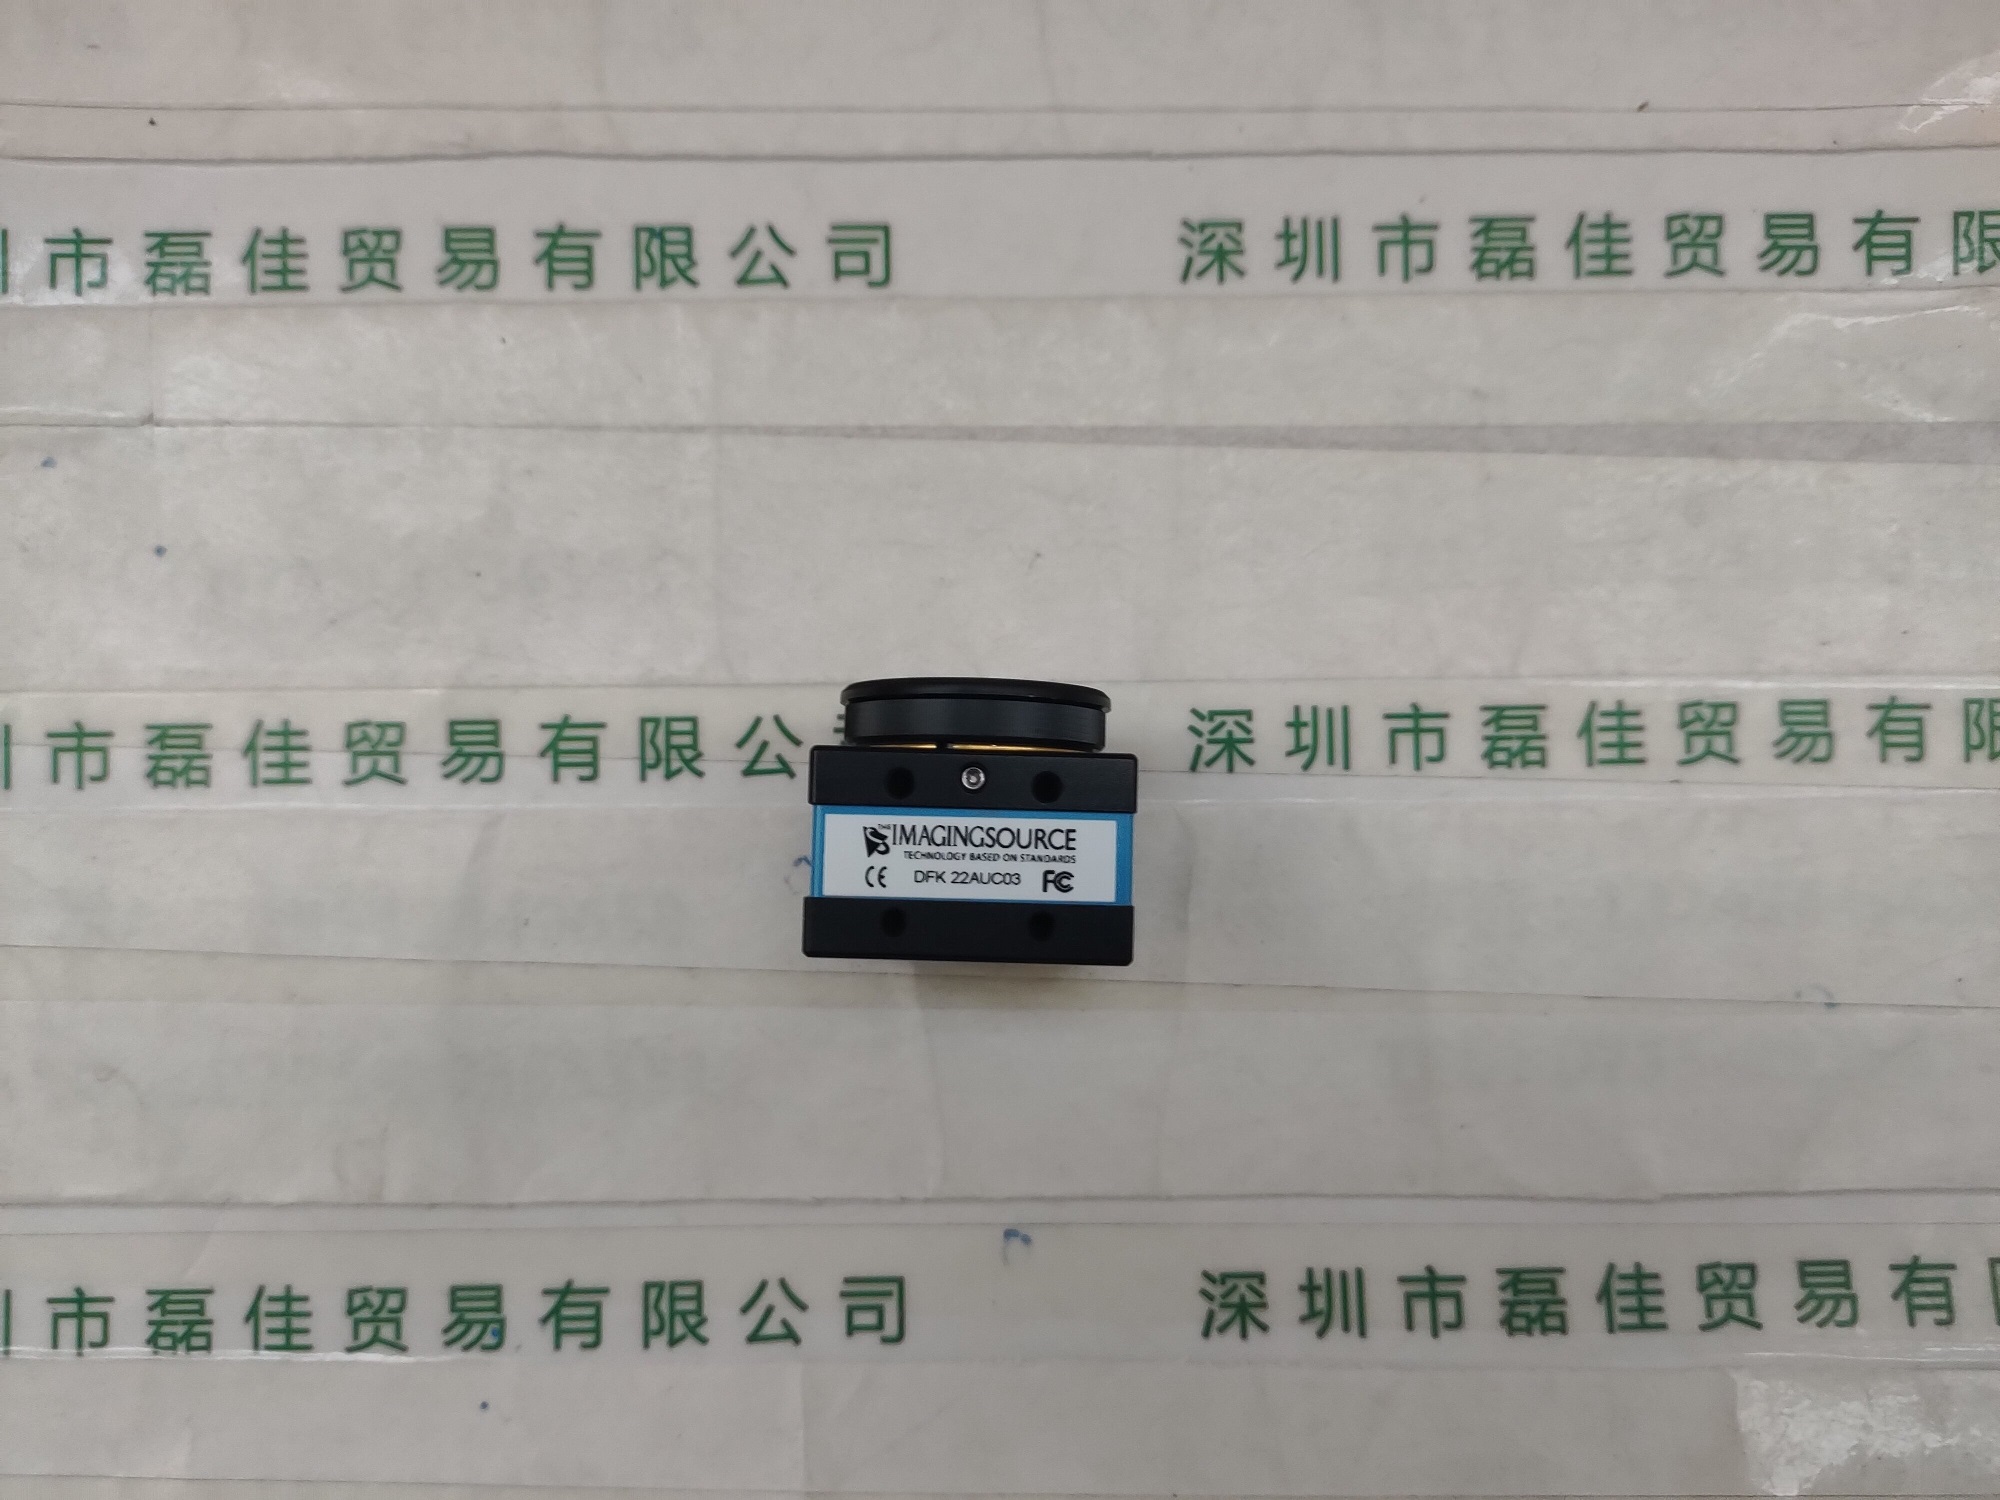 圳市磊佳贸易有限公司 深圳市磊佳贸易有限
市磊佳贸易有限公 深圳市磊佳贸易有限
THE IMAGINGSOURCE
TECHNOLOGY BASED ON STANDARDS
CE DFK 22AUC03 FC
市磊佳贸易有限公司 深圳市磊佳贸易有